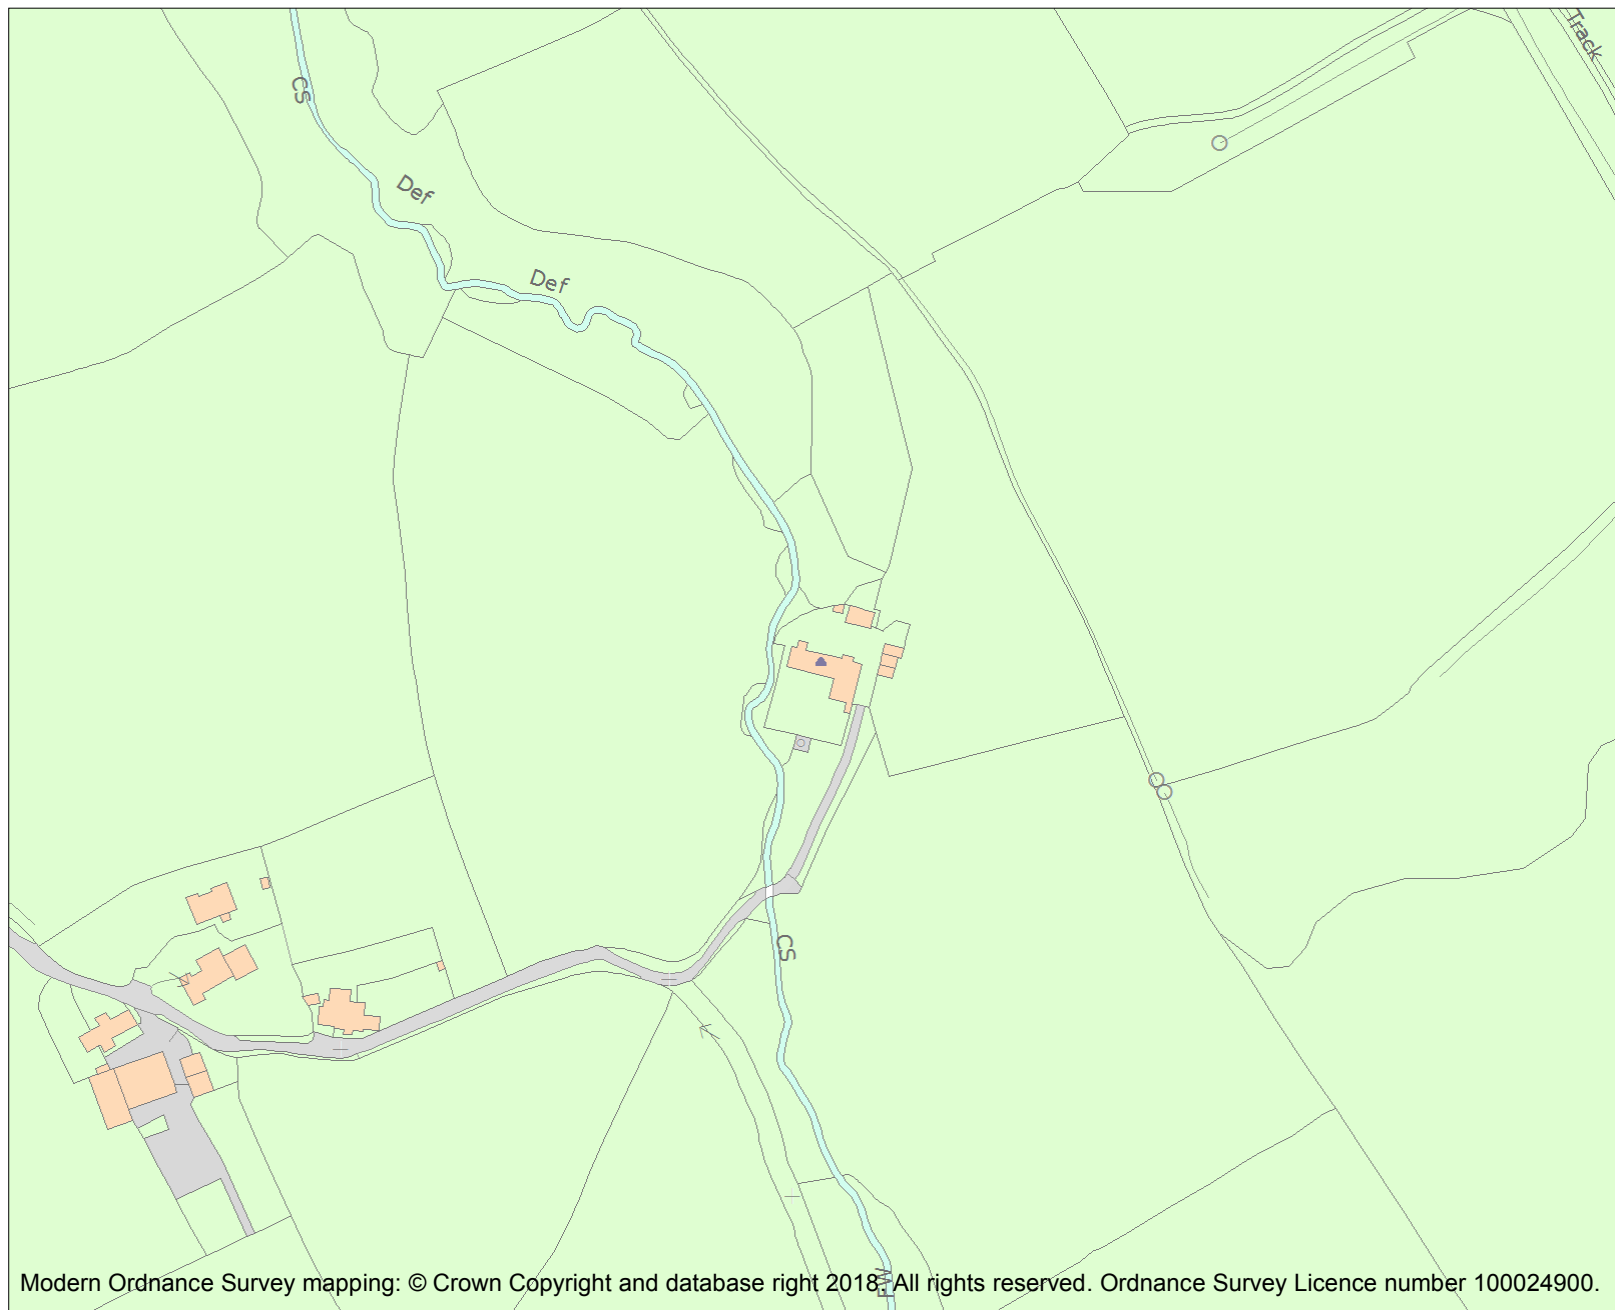 Track
CS
Def
Def
CS
FW
Modern Ordnance Survey mapping: © Crown Copyright and database right 2018. All rights reserved. Ordnance Survey Licence number 100024900.